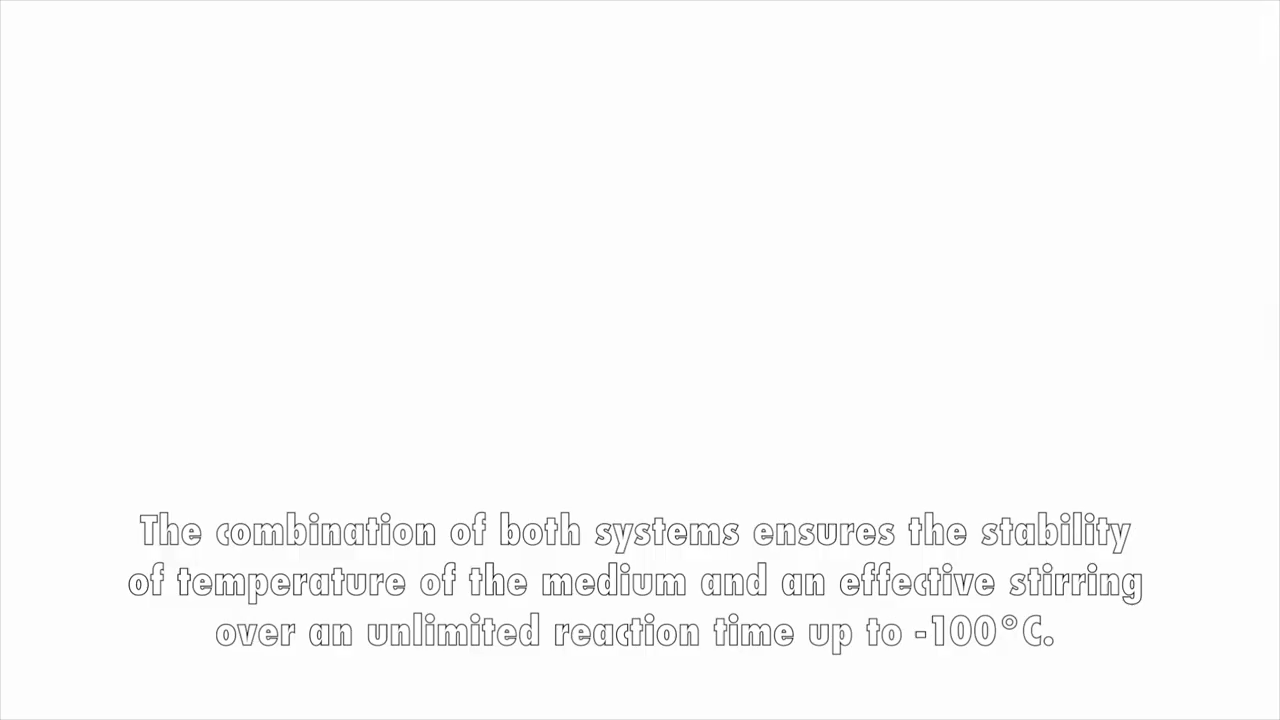 The combination of both systems ensures the stability
of temperature of the medium and an effective stirring
over an unlimited reaction time up to -100°C.